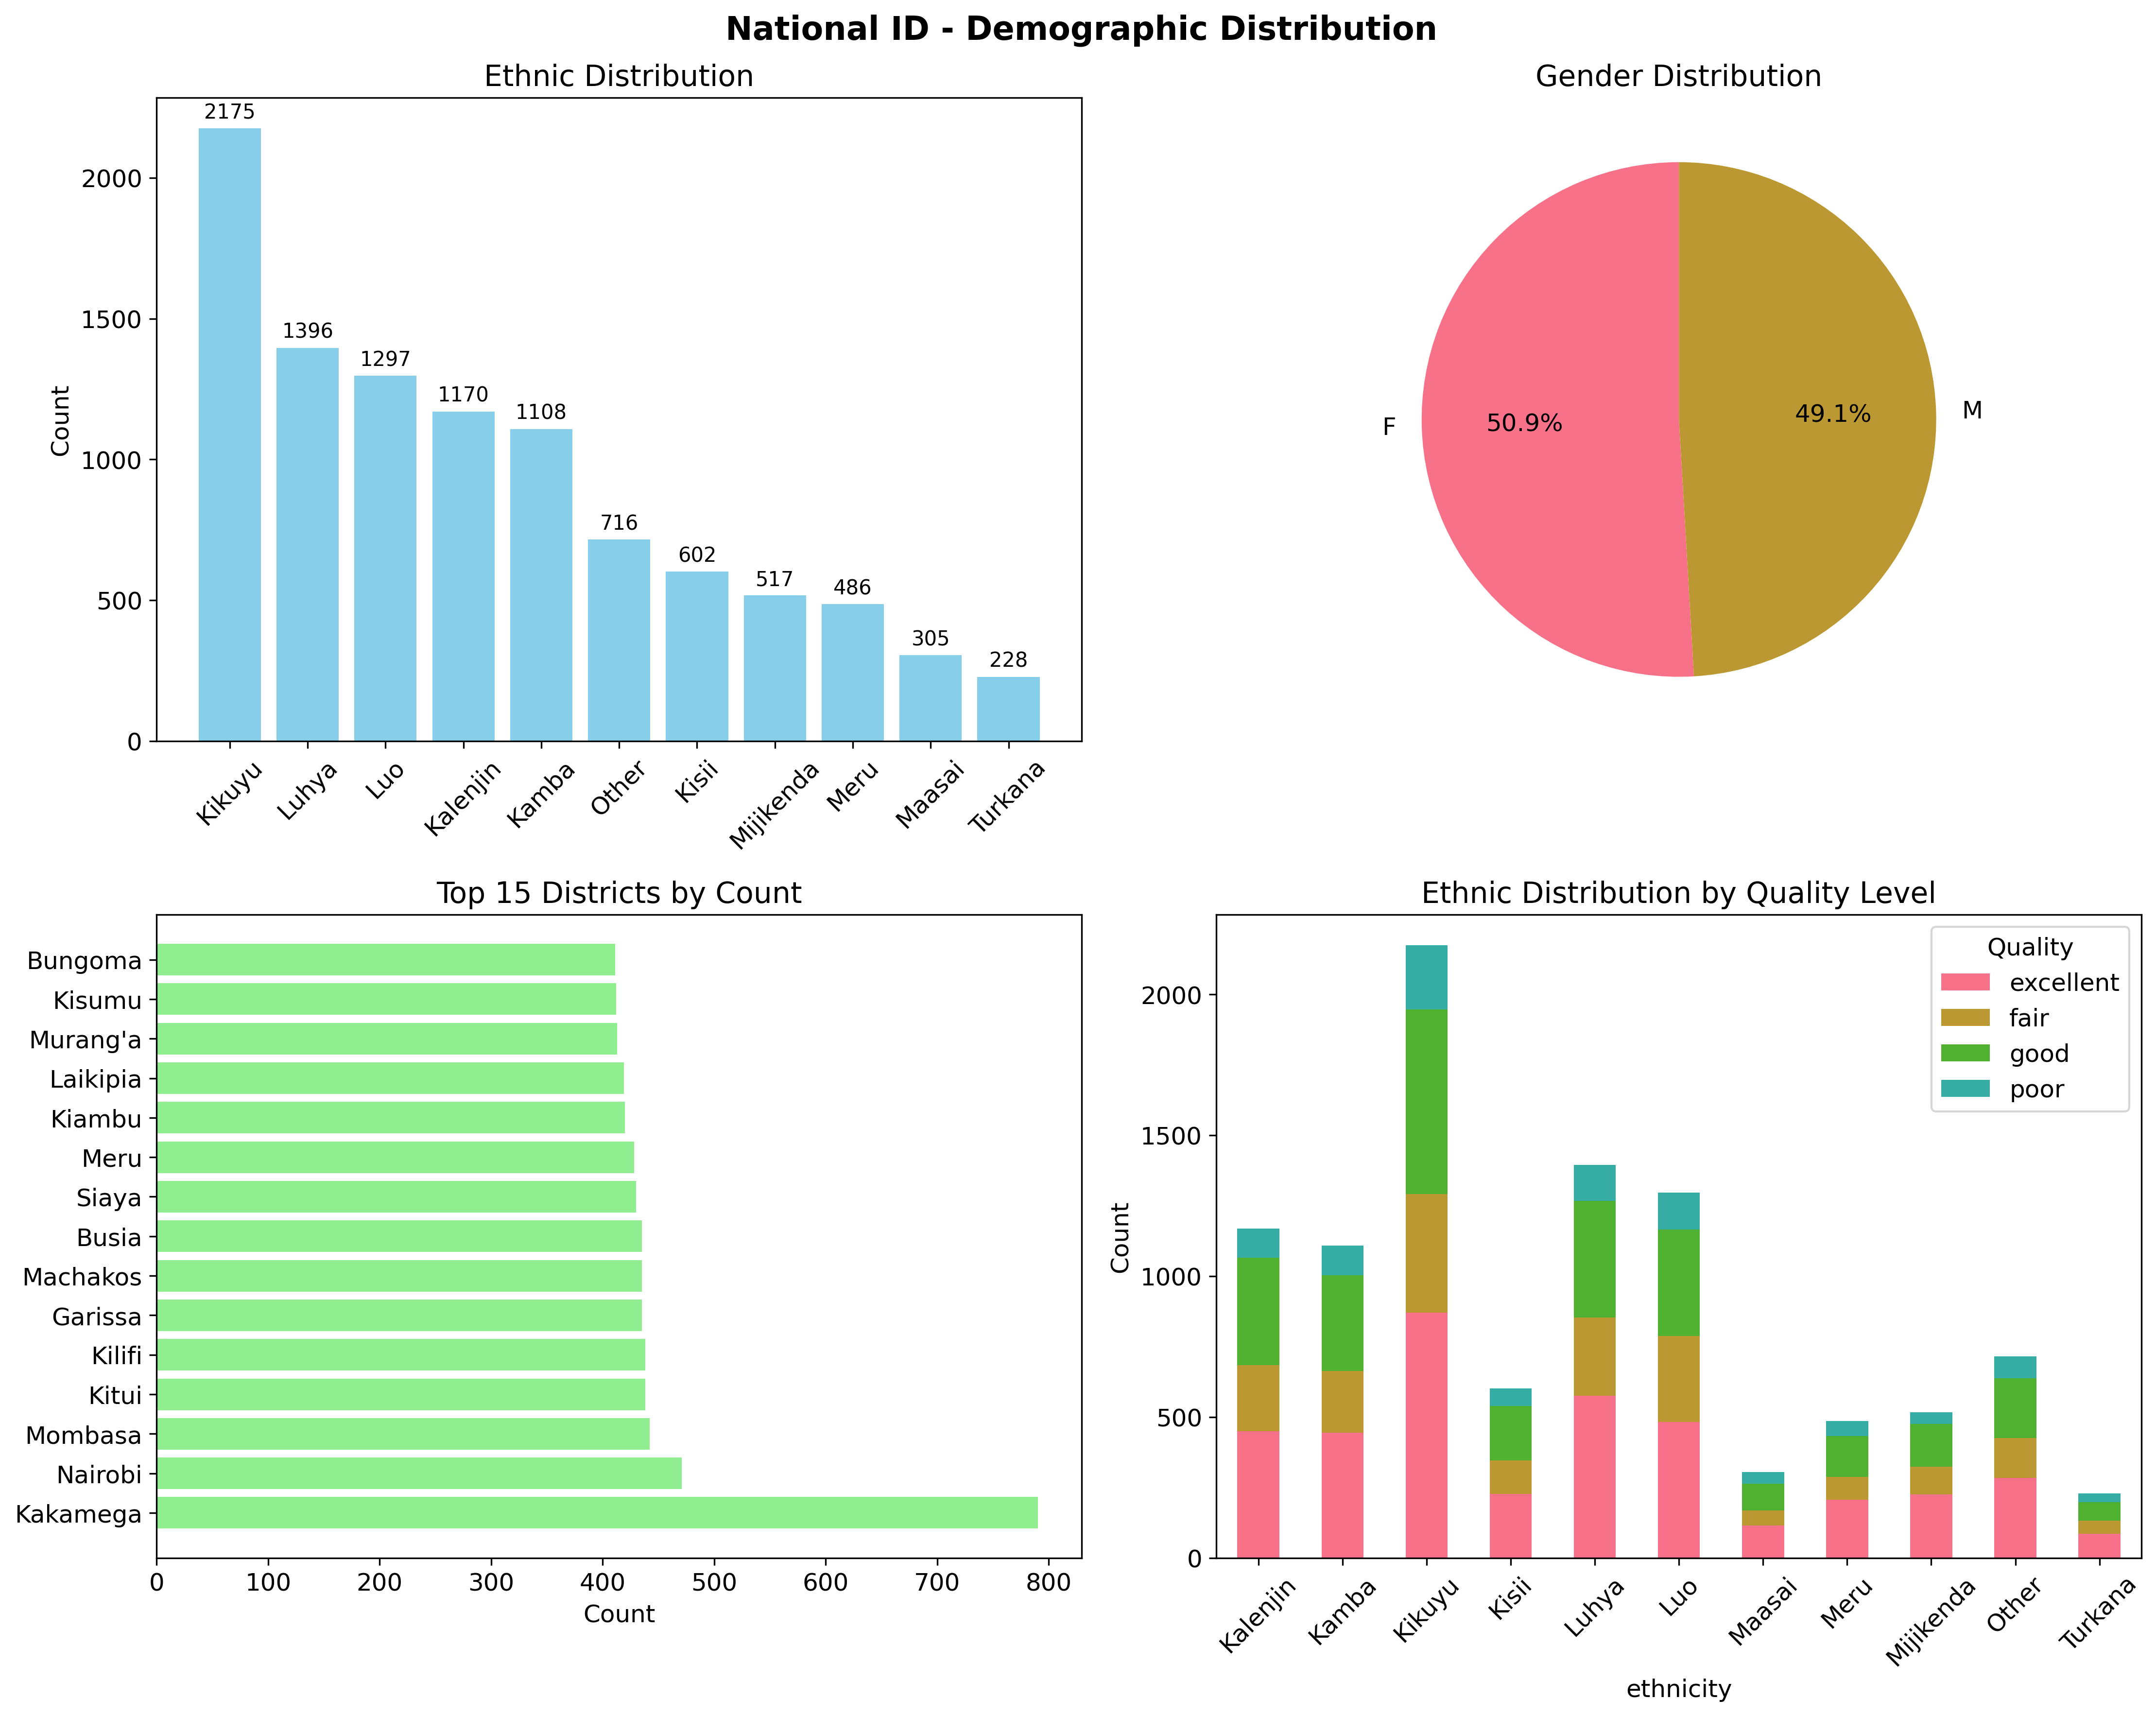 National ID - Demographic Distribution
Ethnic Distribution
2175
1396
1297
1170
1108
716
602
517
486
305
228
2000
1500
1000
500
0
Count
Kikuyu
Luhya
Luo
Kalenjin
Kamba
Other
Kisii
Mijikenda
Meru
Maasai
Turkana
Gender Distribution
F
50.9%
49.1%
M
Top 15 Districts by Count
Bungoma
Kisumu
Murang'a
Laikipia
Kiambu
Meru
Siaya
Busia
Machakos
Garissa
Kilifi
Kitui
Mombasa
Nairobi
Kakamega
0 100 200 300 400 500 600 700 800
Count
Ethnic Distribution by Quality Level
Quality
excellent
fair
good
poor
2000
1500
1000
500
0
Count
Kalenjin
Kamba
Kikuyu
Kisii
Luhya
Luo
Maasai
Meru
Mijikenda
Other
Turkana
ethnicity